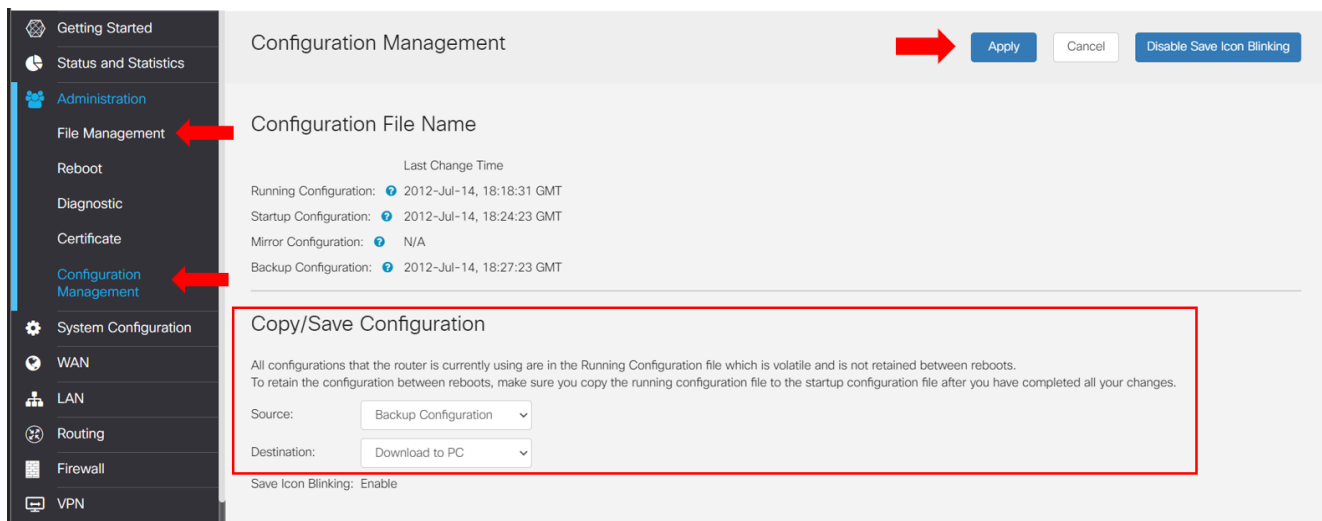 Getting Started
Status and Statistics
Administration
File Management
Reboot
Diagnostic
Certificate
Configuration
Management
System Configuration
WAN
LAN
Routing
Firewall
VPN
Configuration Management
Apply
Cancel
Disable Save Icon Blinking
Configuration File Name
Last Change Time
Running Configuration: ? 2012-Jul-14, 18:18:31 GMT
Startup Configuration: ? 2012-Jul-14, 18:24:23 GMT
Mirror Configuration: ? N/A
Backup Configuration: ? 2012-Jul-14, 18:27:23 GMT
Copy/Save Configuration
All configurations that the router is currently using are in the Running Configuration file which is volatile and is not retained between reboots.
To retain the configuration between reboots, make sure you copy the running configuration file to the startup configuration file after you have completed all your changes.
Source: Backup Configuration
Destination: Download to PC
Save Icon Blinking: Enable